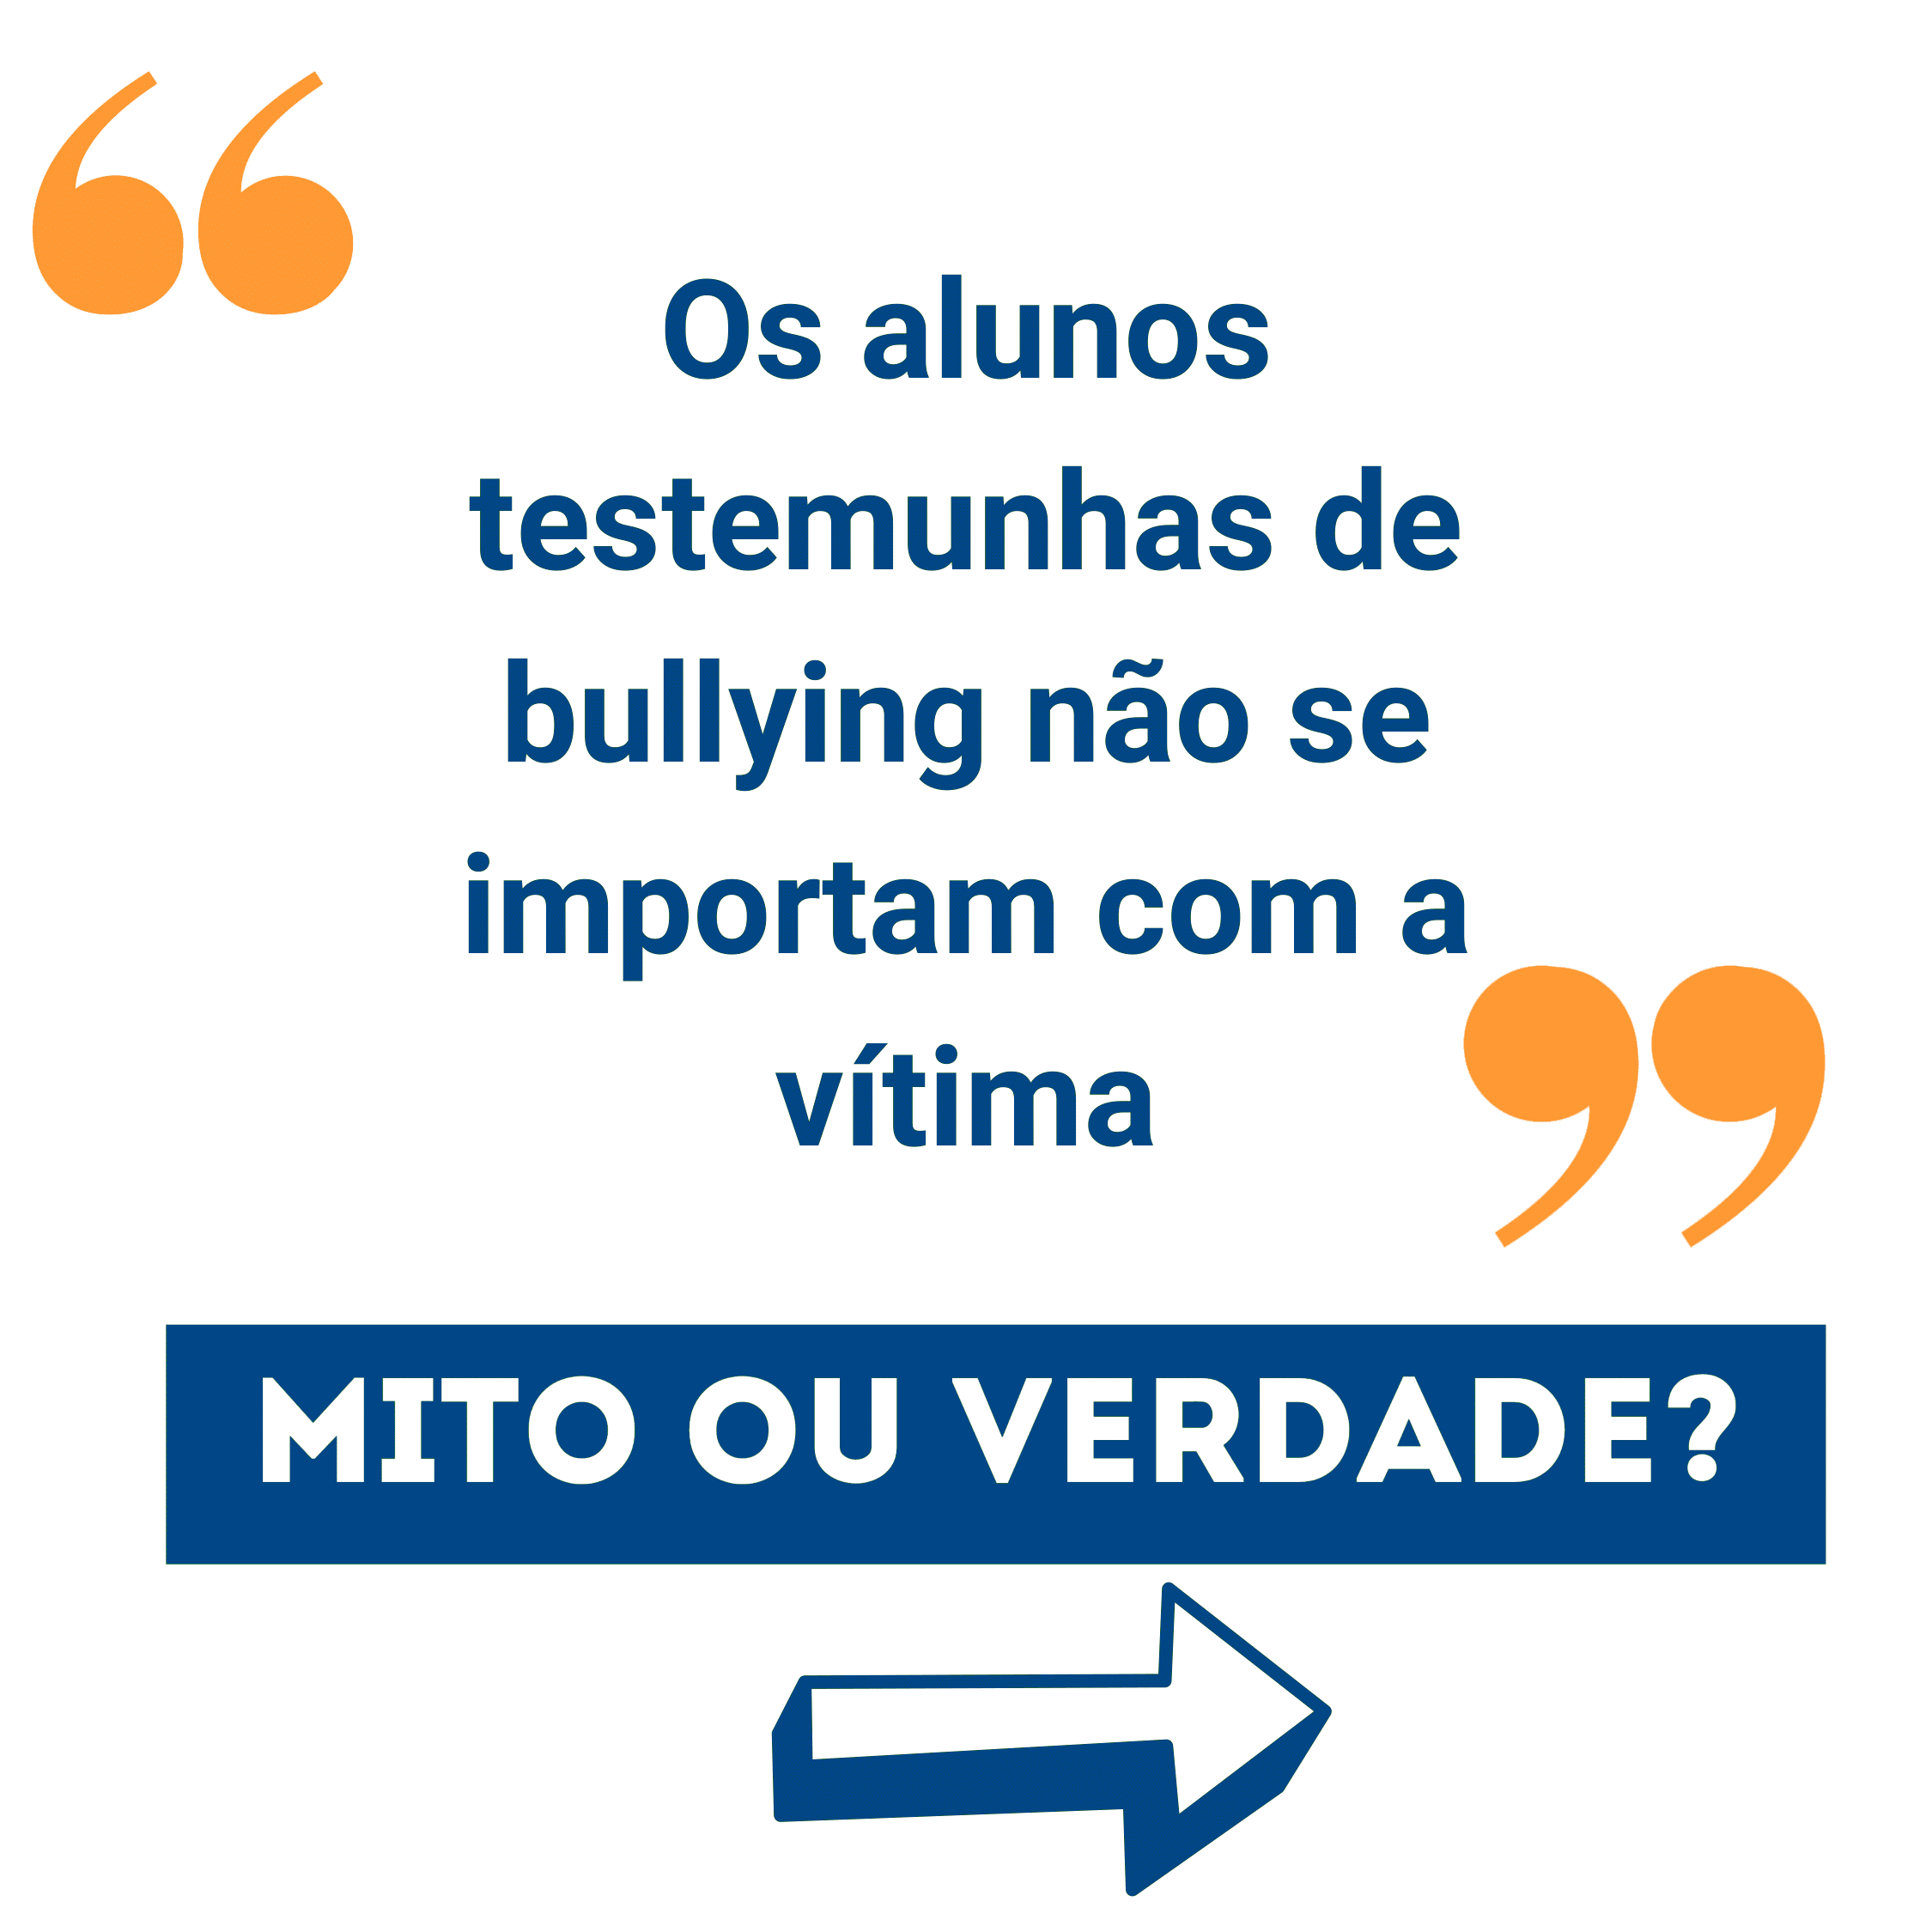 Os alunos
testemunhas de
bullying não se
importam com a
vítima
MITO OU VERDADE?